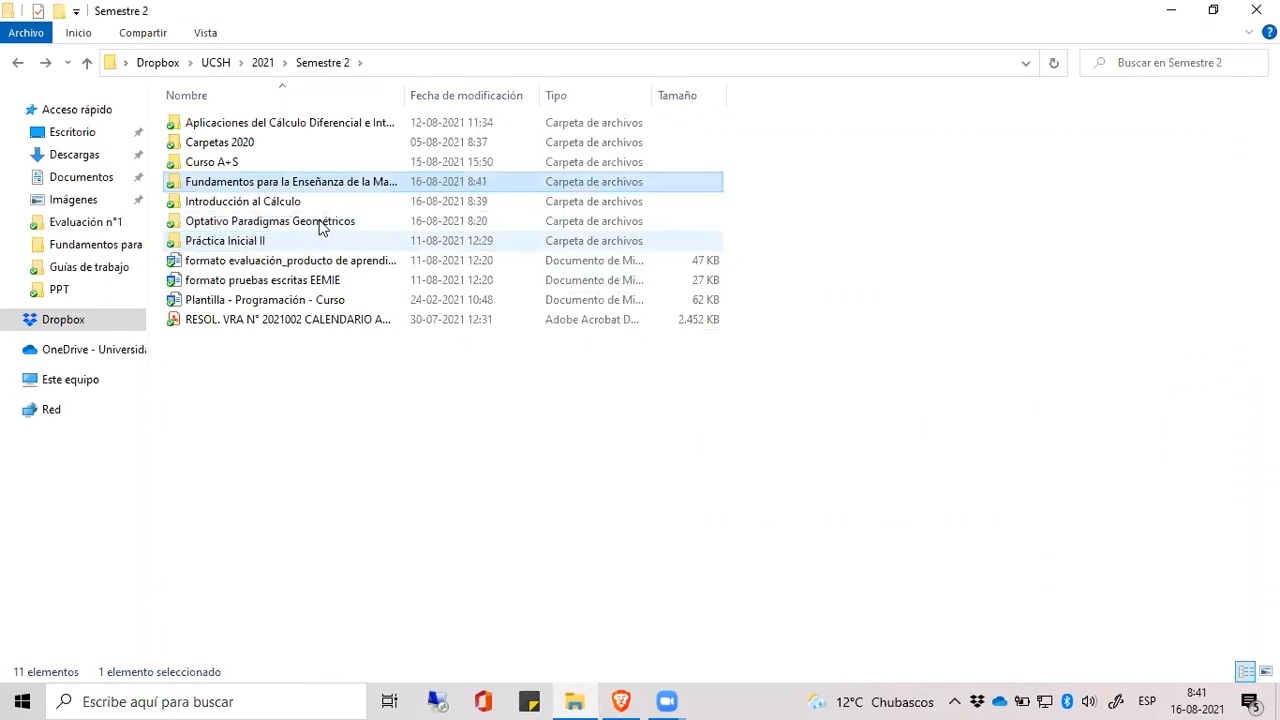 Semestre 2
Archivo Inicio Compartir Vista
Dropbox > UCSH > 2021 > Semestre 2 >
Buscar en Semestre 2
Nombre Fecha de modificación Tipo Tamaño
Acceso rápido
Escritorio
Descargas
Documentos
Imágenes
Evaluación n°1
Fundamentos para
Guías de trabajo
PPT
Dropbox
OneDrive - Universida
Este equipo
Red
Aplicaciones del Cálculo Diferencial e Int... 12-08-2021 11:34 Carpeta de archivos
Carpetas 2020 05-08-2021 8:37 Carpeta de archivos
Curso A+S 15-08-2021 15:50 Carpeta de archivos
Fundamentos para la Enseñanza de la Ma... 16-08-2021 8:41 Carpeta de archivos
Introducción al Cálculo 16-08-2021 8:39 Carpeta de archivos
Optativo Paradigmas Geométricos 16-08-2021 8:20 Carpeta de archivos
Práctica Inicial II 11-08-2021 12:29 Carpeta de archivos
formato evaluación_producto de aprendi... 11-08-2021 12:20 Documento de Mi... 47 KB
formato pruebas escritas EEMIE 11-08-2021 12:20 Documento de Mi... 27 KB
Plantilla - Programación - Curso 24-02-2021 10:48 Documento de Mi... 62 KB
RESOL. VRA N° 2021002 CALENDARIO A... 30-07-2021 12:31 Adobe Acrobat D... 2.452 KB
11 elementos 1 elemento seleccionado
Escribe aquí para buscar
12°C Chubascos
ESP
8:41
16-08-2021
5